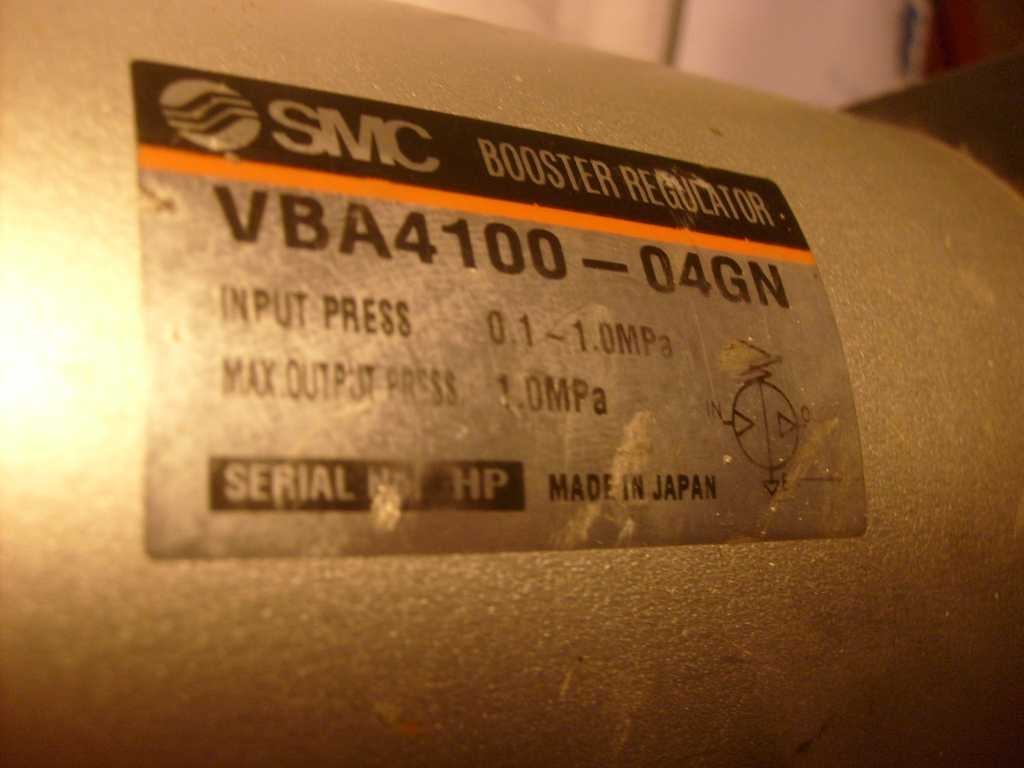 SMC BOOSTER REGULATOR
VBA4100-04GN
INPUT PRESS 0.1~1.0MPa
MAX.OUTPUT PRESS 1.0MPa
IN
SERIAL HP MADE IN JAPAN